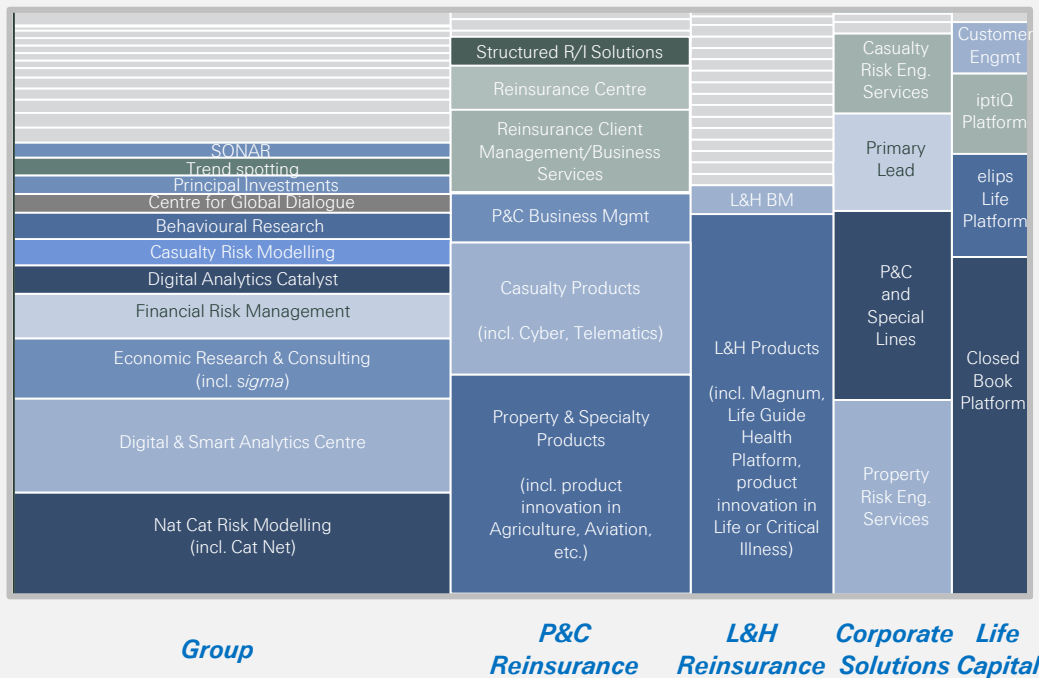 SONAR
Trend spotting
Principal Investments
Centre for Global Dialogue
Behavioural Research
Casualty Risk Modelling
Digital Analytics Catalyst
Financial Risk Management
Economic Research & Consulting
(incl. sigma)
Digital & Smart Analytics Centre
Nat Cat Risk Modelling
(incl. Cat Net)
Structured R/I Solutions
Reinsurance Centre
Reinsurance Client
Management/Business
Services
P&C Business Mgmt
Casualty Products
(incl. Cyber, Telematics)
Property & Specialty
Products
(incl. product
innovation in
Agriculture, Aviation,
etc.)
L&H BM
L&H Products
(incl. Magnum,
Life Guide
Health
Platform,
product
innovation in
Life or Critical
Illness)
Casualty
Risk Eng.
Services
Primary
Lead
P&C
and
Special
Lines
Property
Risk Eng.
Services
Customer
Engmt
iptiQ
Platform
elips
Life
Platform
Closed
Book
Platform
Group
P&C
Reinsurance
L&H
Reinsurance
Corporate
Solutions
Life
Capital